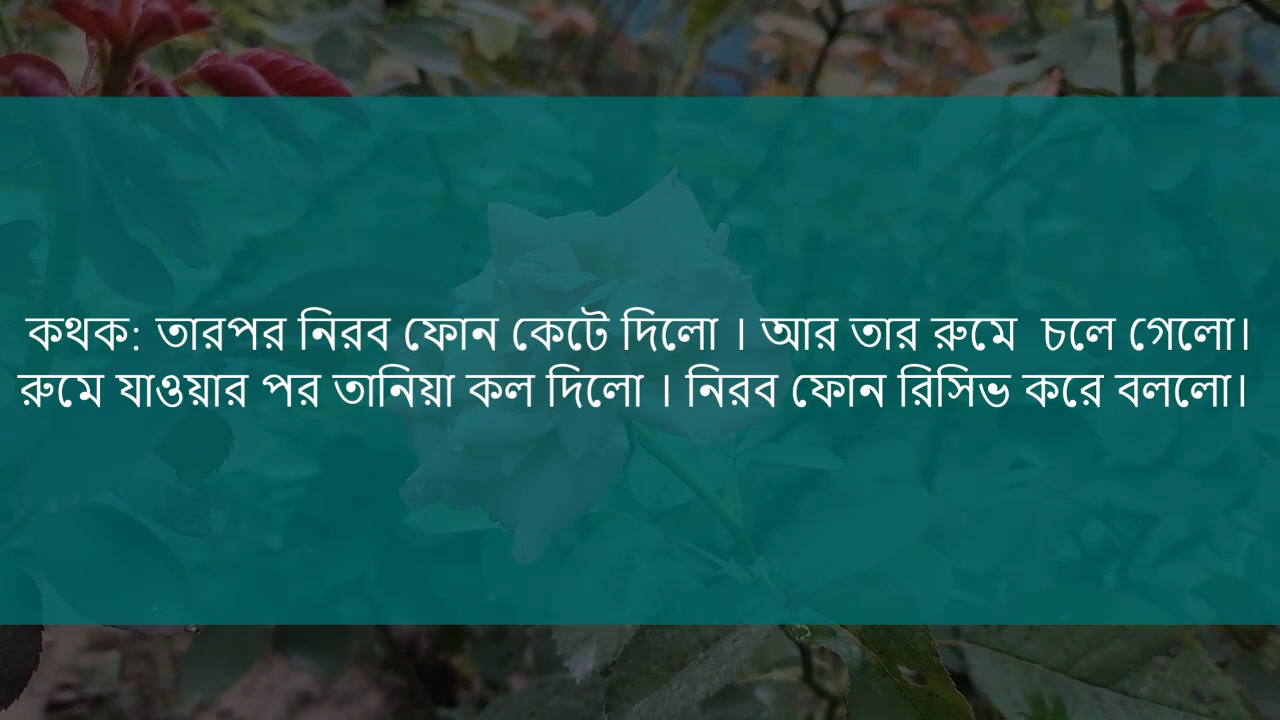 কথক: তারপর নিরব ফোন কেটে দিলো । আর তার রুমে  চলে গেলো।
রুমে যাওয়ার পর তানিয়া কল দিলো । নিরব ফোন রিসিভ করে বললো।